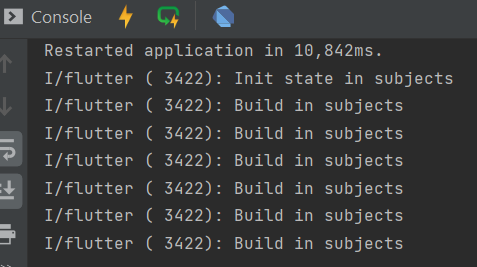 Console
Restarted application in 10,842ms.
I/flutter ( 3422): Init state in subjects
I/flutter ( 3422): Build in subjects
I/flutter ( 3422): Build in subjects
I/flutter ( 3422): Build in subjects
I/flutter ( 3422): Build in subjects
I/flutter ( 3422): Build in subjects
I/flutter ( 3422): Build in subjects